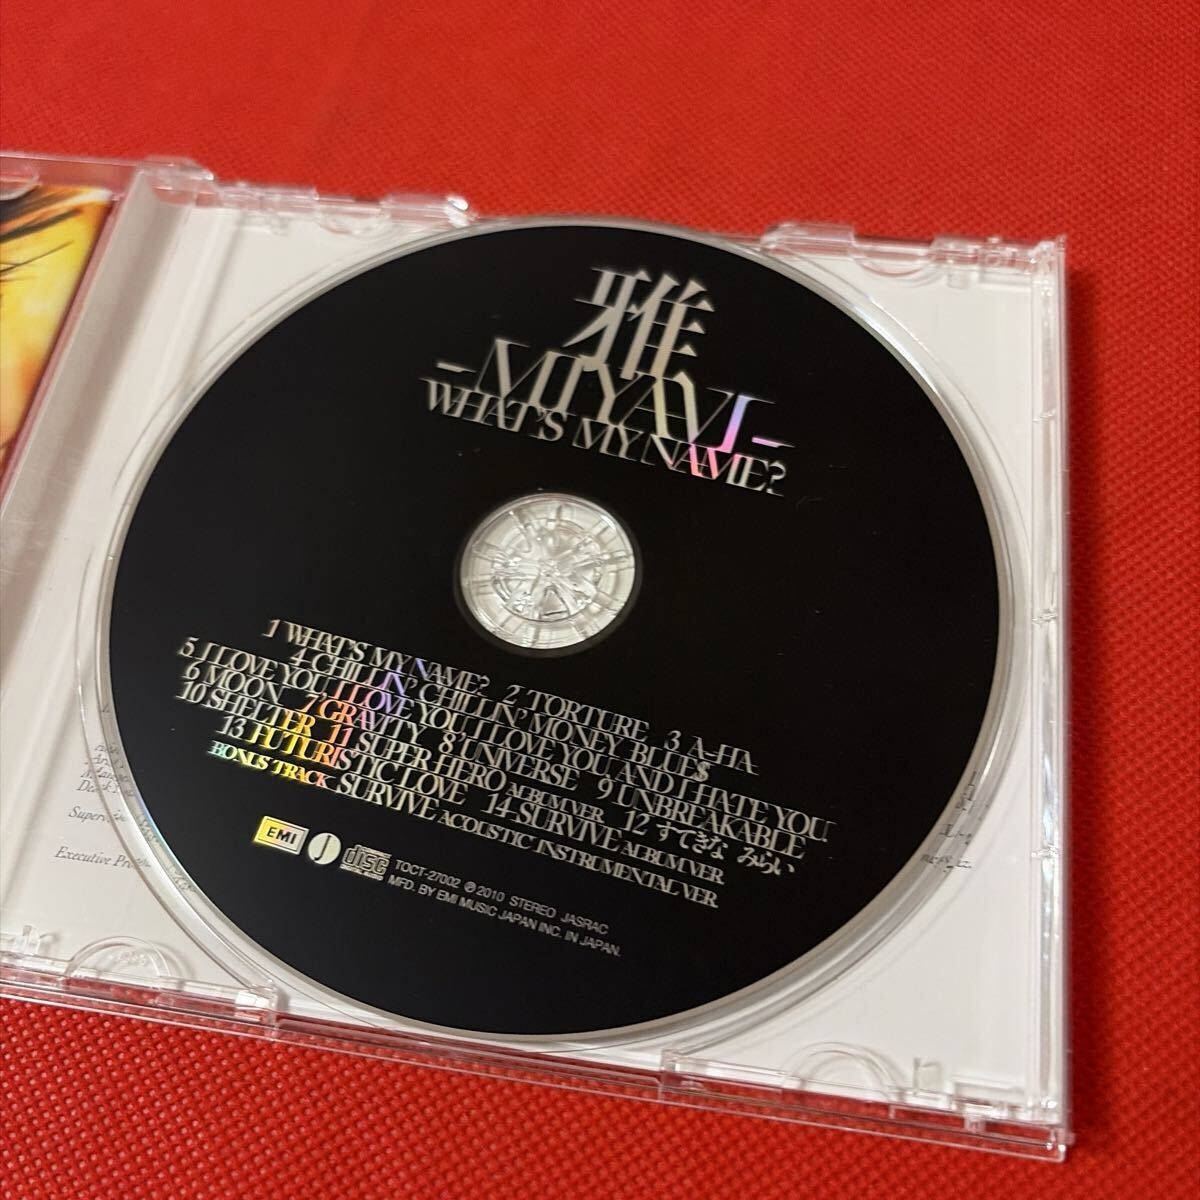 雅
-MIYAVI-
WHAT'S MY NAME?
1 WHAT'S MY NAME? 2 TORTURE 3 A-HA
4 CHILLIN' CHILLIN' MONEY BLUE$
5 I LOVE YOU, I LOVE YOU, I LOVE YOU AND I HATE YOU.
6 MOON 7 GRAVITY 8 UNIVERSE 9 UNBREAKABLE
10 SHELTER 11 SUPER HERO ALBUM VER. 12 すてきな みらい
13 FUTURISTIC LOVE 14 SURVIVE ALBUM VER.
BONUS TRACK SURVIVE ACOUSTIC INSTRUMENTAL VER.
EMI J disc
TOCT-27002 ℗ 2010 STEREO JASRAC
MFD. BY EMI MUSIC JAPAN INC. IN JAPAN.
Executive